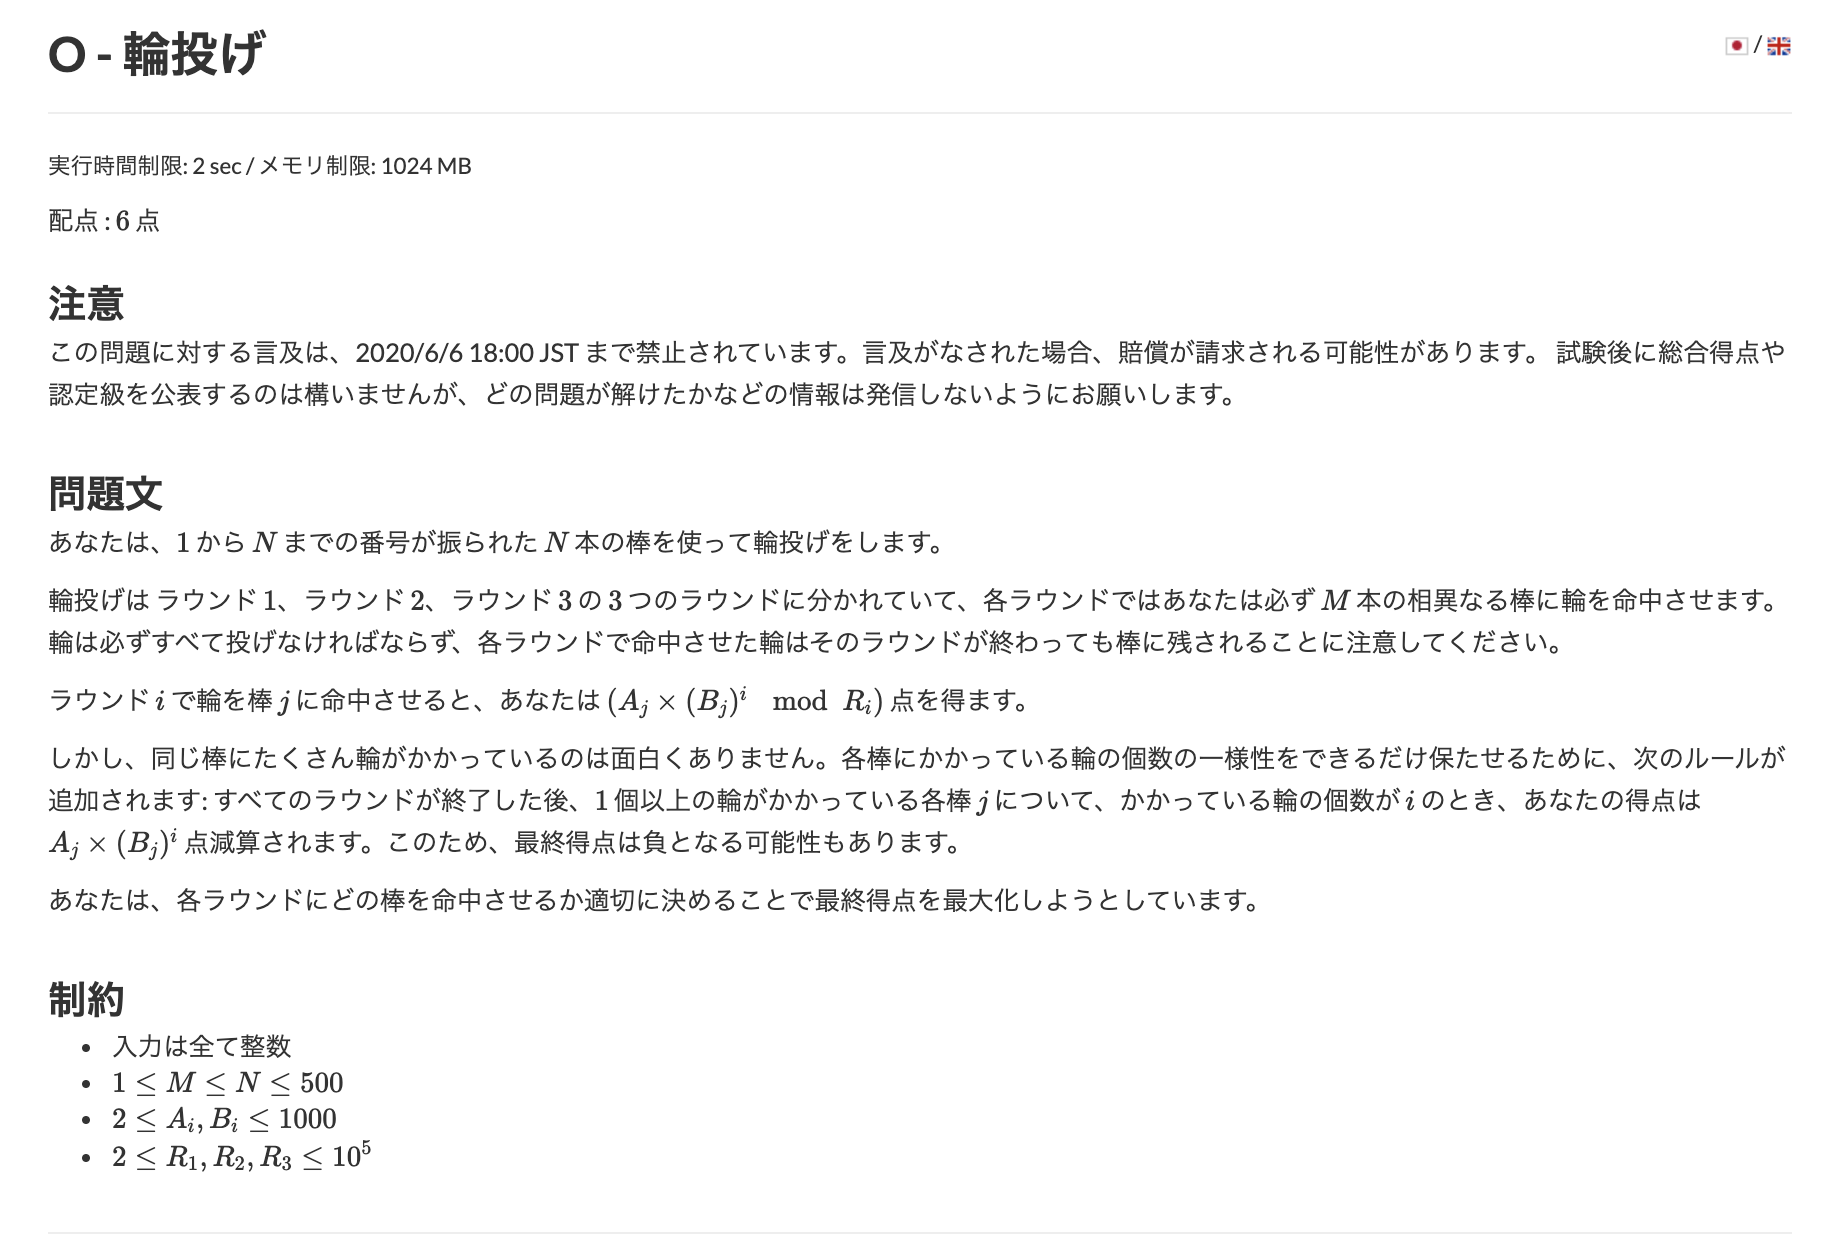 O - 輪投げ
/
実行時間制限: 2 sec / メモリ制限: 1024 MB
配点 : 6 点
注意
この問題に対する言及は、2020/6/6 18:00 JST まで禁止されています。言及がなされた場合、賠償が請求される可能性があります。 試験後に総合得点や
認定級を公表するのは構いませんが、どの問題が解けたかなどの情報は発信しないようにお願いします。
問題文
あなたは、1 から N までの番号が振られた N 本の棒を使って輪投げをします。
輪投げは ラウンド 1、ラウンド 2、ラウンド 3 の 3 つのラウンドに分かれていて、各ラウンドではあなたは必ず M 本の相異なる棒に輪を命中させます。
輪は必ずすべて投げなければならず、各ラウンドで命中させた輪はそのラウンドが終わっても棒に残されることに注意してください。
ラウンド i で輪を棒 j に命中させると、あなたは (A_j × (B_j)^i mod R_i) 点を得ます。
しかし、同じ棒にたくさん輪がかかっているのは面白くありません。各棒にかかっている輪の個数の一様性をできるだけ保たせるために、次のルールが
追加されます: すべてのラウンドが終了した後、1 個以上の輪がかかっている各棒 j について、かかっている輪の個数が i のとき、あなたの得点は
A_j × (B_j)^i 点減算されます。このため、最終得点は負となる可能性もあります。
あなたは、各ラウンドにどの棒を命中させるか適切に決めることで最終得点を最大化しようとしています。
制約
• 入力は全て整数
• 1 ≤ M ≤ N ≤ 500
• 2 ≤ A_i, B_i ≤ 1000
• 2 ≤ R_1, R_2, R_3 ≤ 10^5